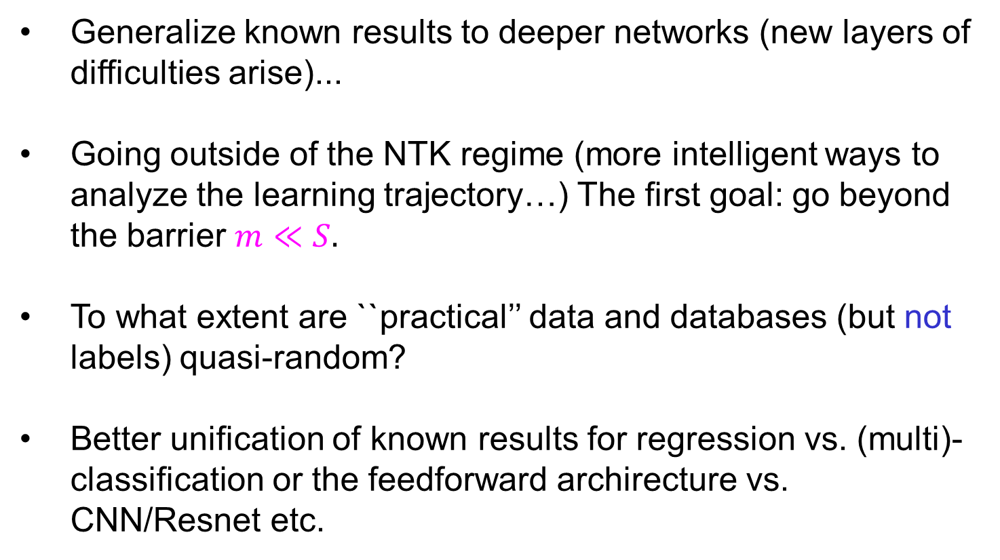 • Generalize known results to deeper networks (new layers of
difficulties arise)...
• Going outside of the NTK regime (more intelligent ways to
analyze the learning trajectory…) The first goal: go beyond
the barrier 𝑚 ≪ 𝑆.
• To what extent are ``practical’’ data and databases (but not
labels) quasi-random?
• Better unification of known results for regression vs. (multi)-
classification or the feedforward archirecture vs.
CNN/Resnet etc.